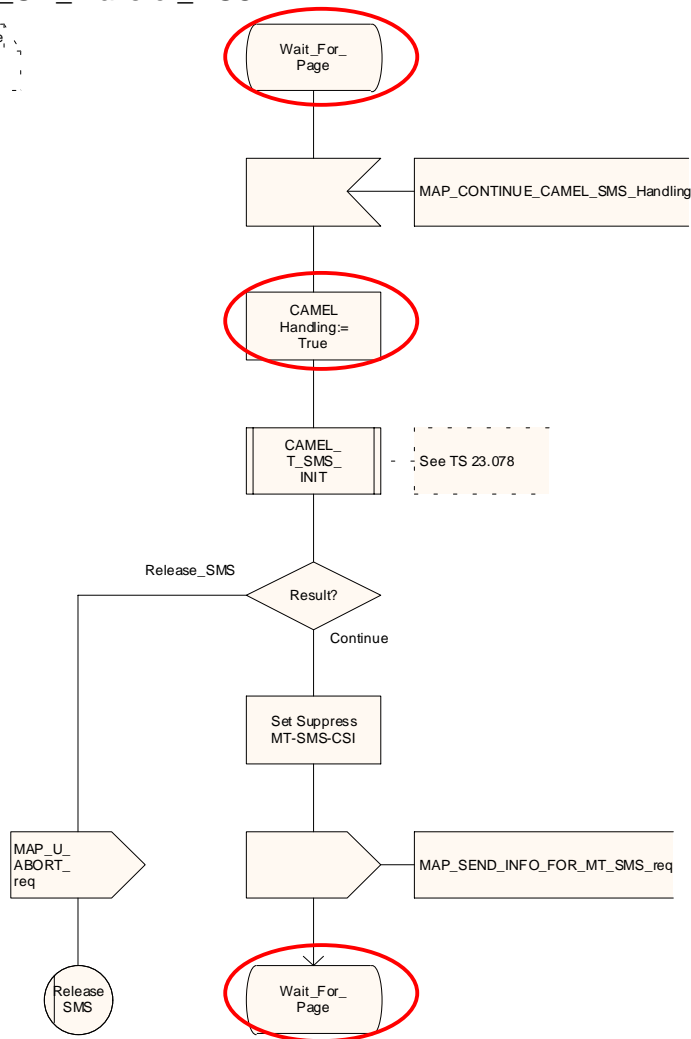 Wait_For_
Page
MAP_CONTINUE_CAMEL_SMS_Handling
CAMEL
Handling:=
True
CAMEL_
T_SMS_
INIT
See TS 23.078
Release_SMS
Result?
Continue
Set Suppress
MT-SMS-CSI
MAP_U_
ABORT_
req
MAP_SEND_INFO_FOR_MT_SMS_req
Release
SMS
Wait_For_
Page